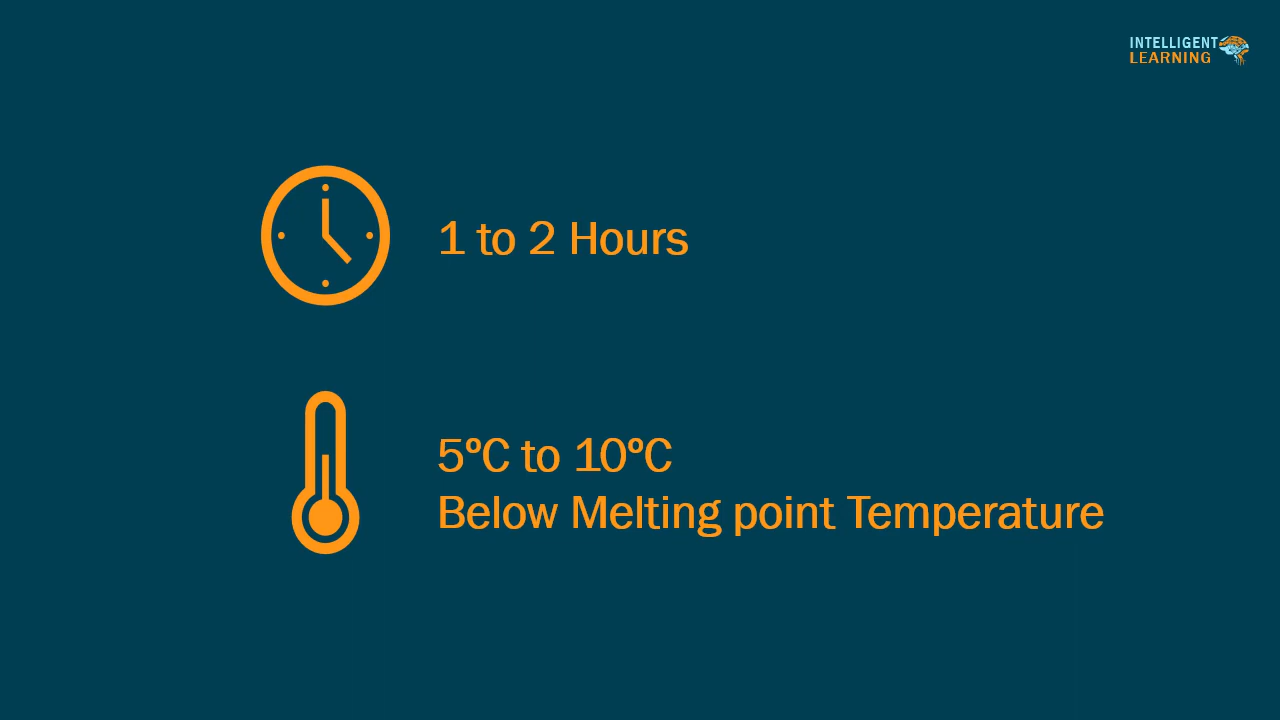 INTELLIGENT
LEARNING
1 to 2 Hours
5ºC to 10ºC
Below Melting point Temperature